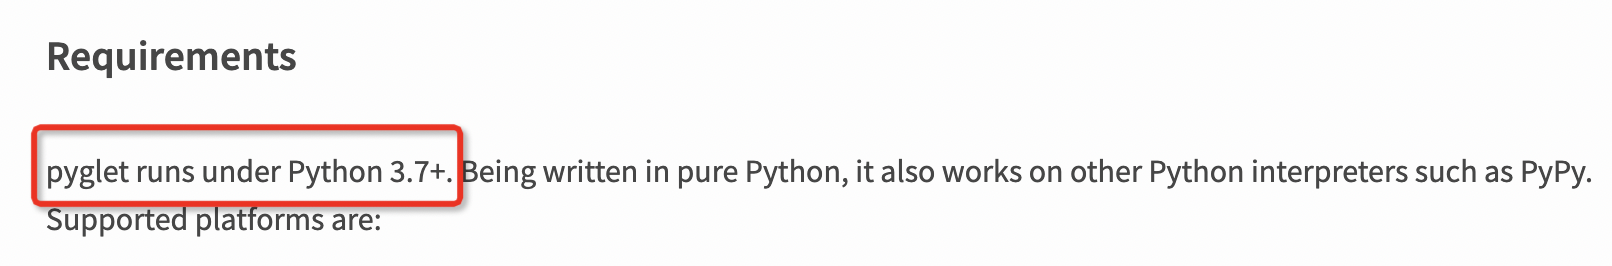 Requirements
pyglet runs under Python 3.7+. Being written in pure Python, it also works on other Python interpreters such as PyPy.
Supported platforms are: